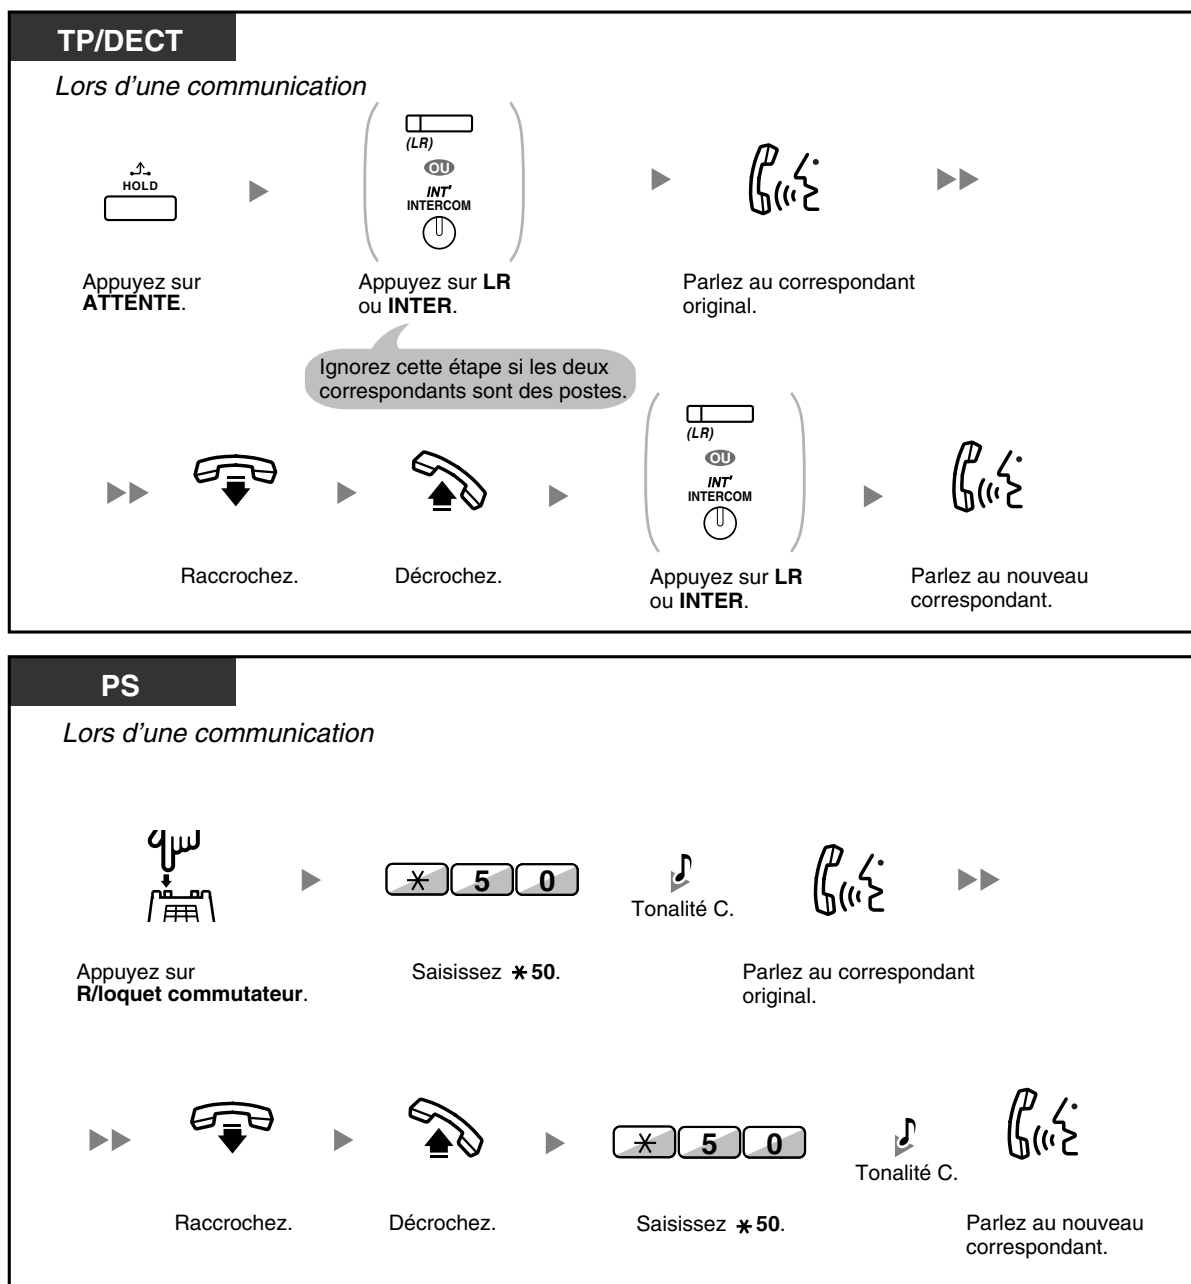 TP/DECT
Lors d'une communication
HOLD
(LR)
OU
INT'
INTERCOM
Appuyez sur
ATTENTE.
Appuyez sur LR
ou INTER.
Parlez au correspondant
original.
Ignorez cette étape si les deux
correspondants sont des postes.
(LR)
OU
INT'
INTERCOM
Raccrochez.
Décrochez.
Appuyez sur LR
ou INTER.
Parlez au nouveau
correspondant.
PS
Lors d'une communication
* 5 0
Tonalité C.
Appuyez sur
R/loquet commutateur.
Saisissez *50.
Parlez au correspondant
original.
* 5 0
Tonalité C.
Raccrochez.
Décrochez.
Saisissez *50.
Parlez au nouveau
correspondant.